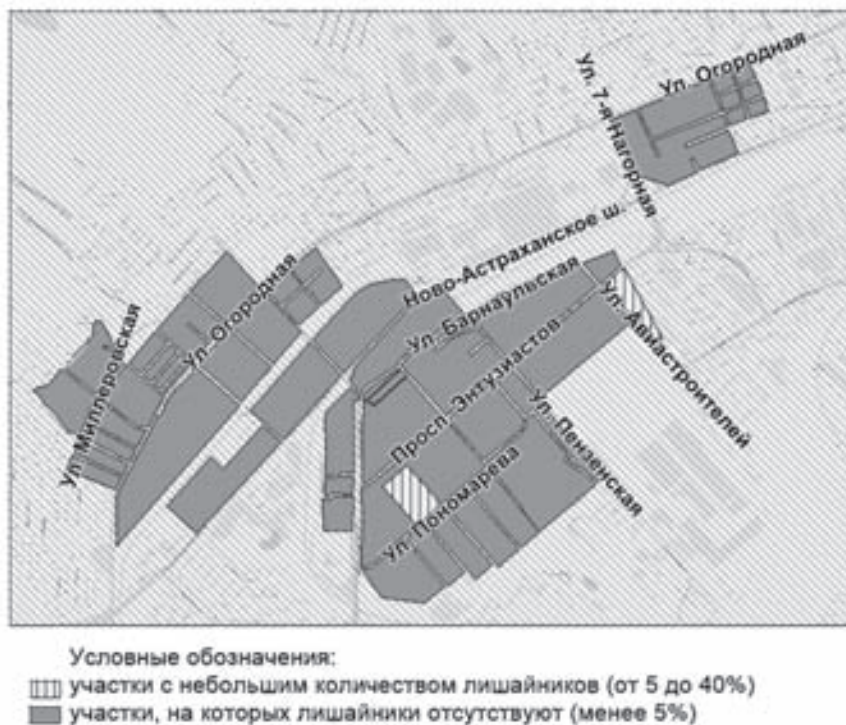 Ул. Огородная
Ул. 7-я Нагорная
Ново-Астраханское ш.
Ул. Барнаульская
Ул. Огородная
Ул. Миллеровская
Просп. Энтузиастов
Ул. Авиастроителей
Ул. Пензенская
Ул. Пономарева
Условные обозначения:
участки с небольшим количеством лишайников (от 5 до 40%)
участки, на которых лишайники отсутствуют (менее 5%)